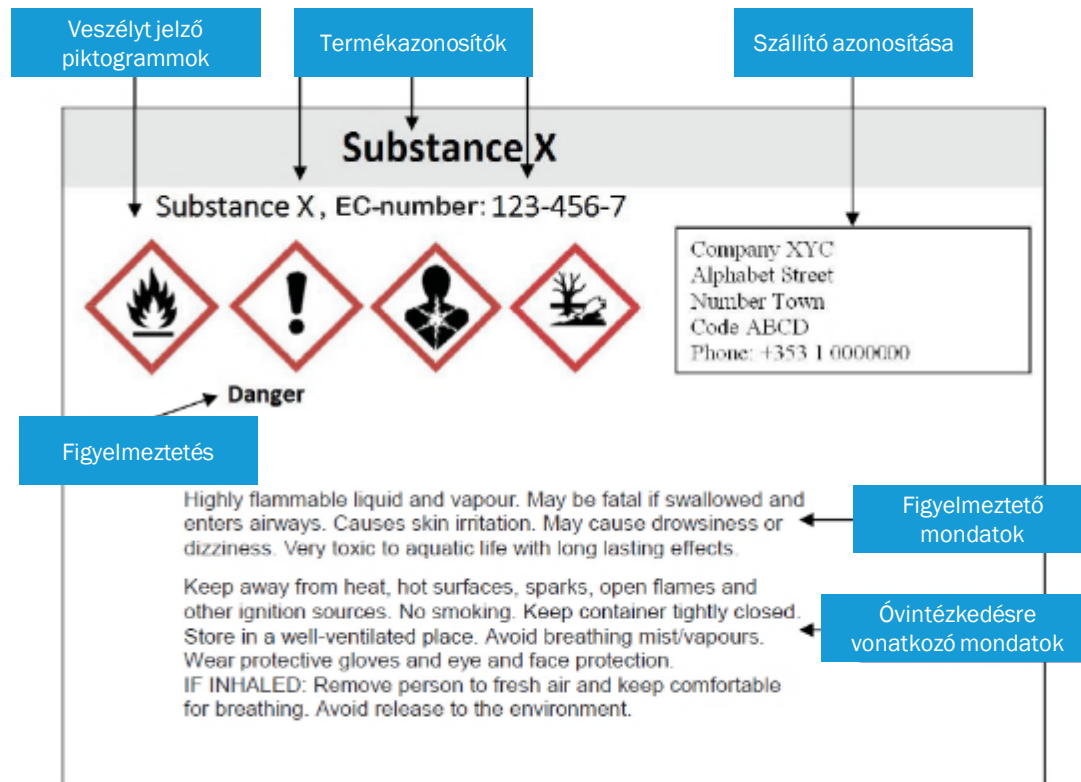 Veszélyt jelző
piktogrammok
Termékazonosítók
Szállító azonosítása
Substance X
Substance X, EC-number: 123-456-7
Company XYC
Alphabet Street
Number Town
Code ABCD
Phone: +353 1 0000000
Danger
Figyelmeztetés
Highly flammable liquid and vapour. May be fatal if swallowed and
enters airways. Causes skin irritation. May cause drowsiness or
dizziness. Very toxic to aquatic life with long lasting effects.
Figyelmeztető
mondatok
Keep away from heat, hot surfaces, sparks, open flames and
other ignition sources. No smoking. Keep container tightly closed.
Store in a well-ventilated place. Avoid breathing mist/vapours.
Wear protective gloves and eye and face protection.
IF INHALED: Remove person to fresh air and keep comfortable
for breathing. Avoid release to the environment.
Óvintézkedésre
vonatkozó mondatok